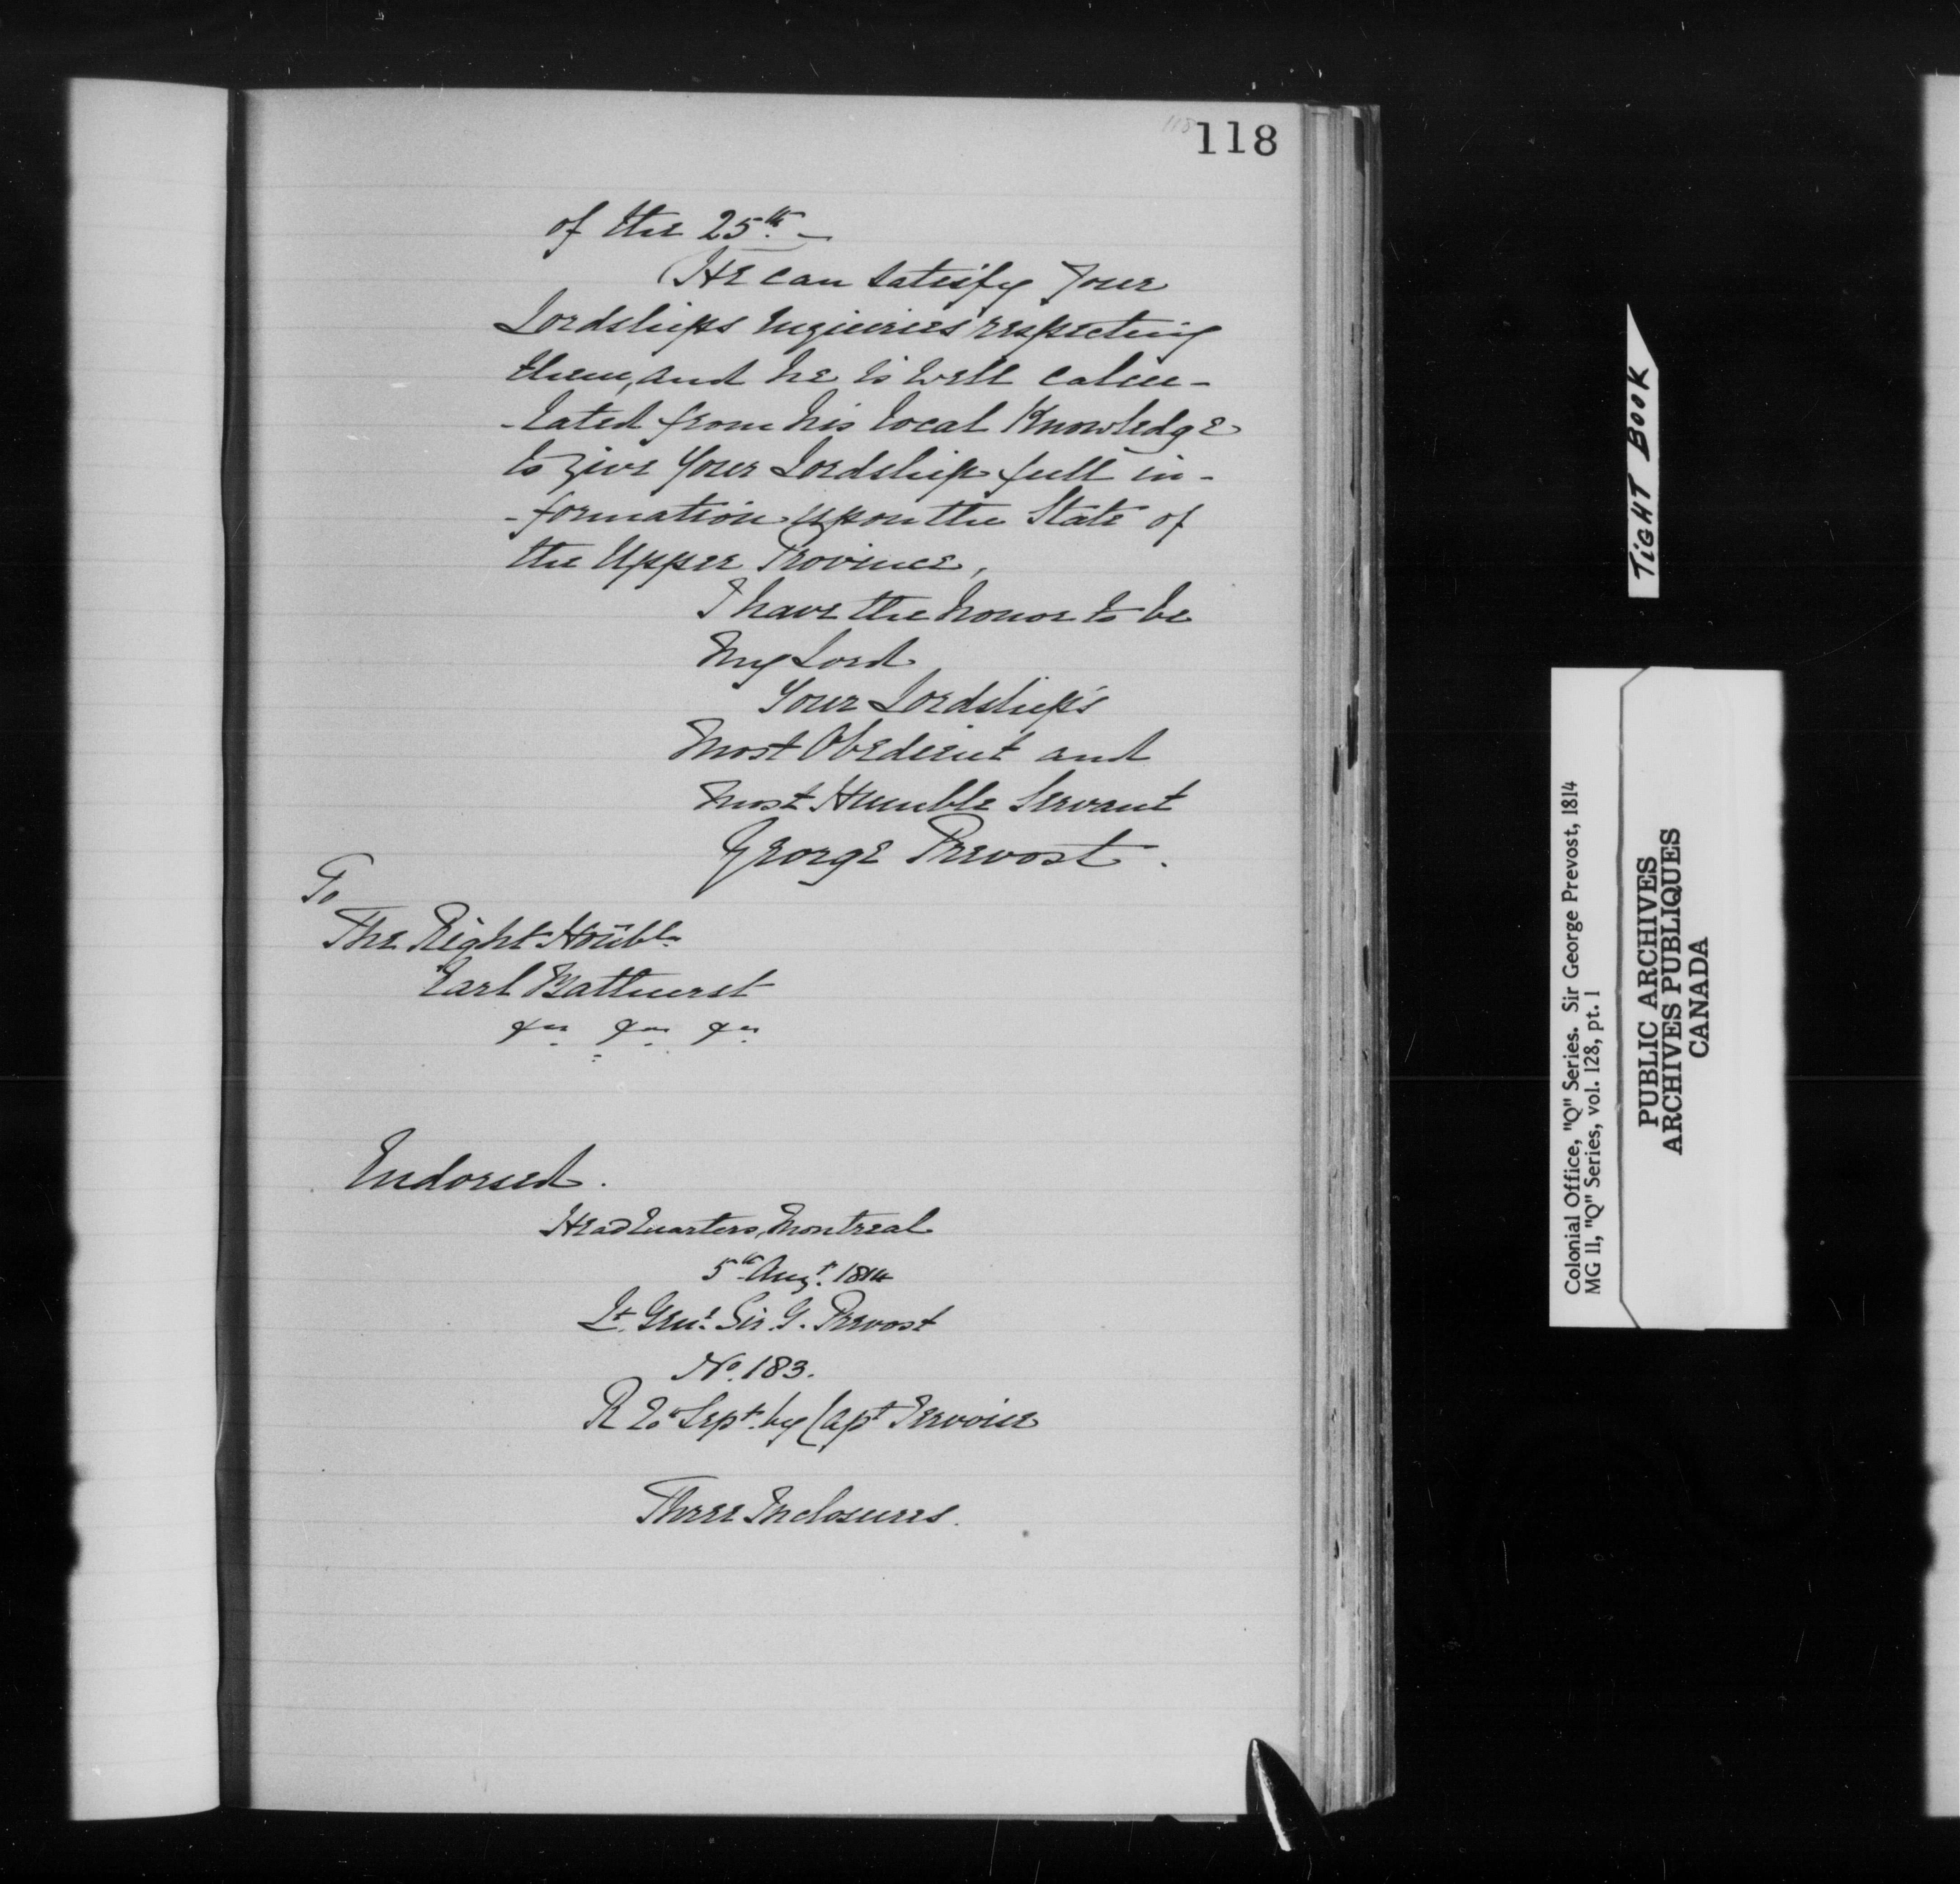 118
118
of the 25th. —
He can satisfy Your
Lordships Enquiries respecting
them, and he is well calcu-
-lated from his local Knowledge
to give Your Lordship full in-
-formation upon the State of
the Upper Province,
I have the honor to be
My Lord
Your Lordship's
Most Obedient and
Most Humble Servant
George Prevost.
To
The Right Honble
Earl Bathurst
&c. &c. &c.
Endorsed.
HeadQuarters, Montreal
5th Augt. 1814
Lt. Genl. Sir G. Prevost
No. 183.
R 20 Sept. by Capt Jervoise
Three Inclosures.
TIGHT BOOK
Colonial Office, "Q" Series. Sir George Prevost, 1814
MG 11, "Q" Series, vol. 128, pt. 1
PUBLIC ARCHIVES
ARCHIVES PUBLIQUES
CANADA